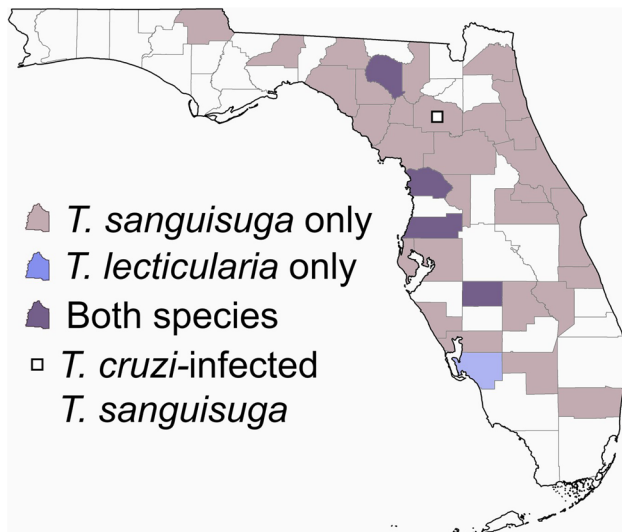 T. sanguisuga only
T. lecticularia only
Both species
T. cruzi-infected
T. sanguisuga